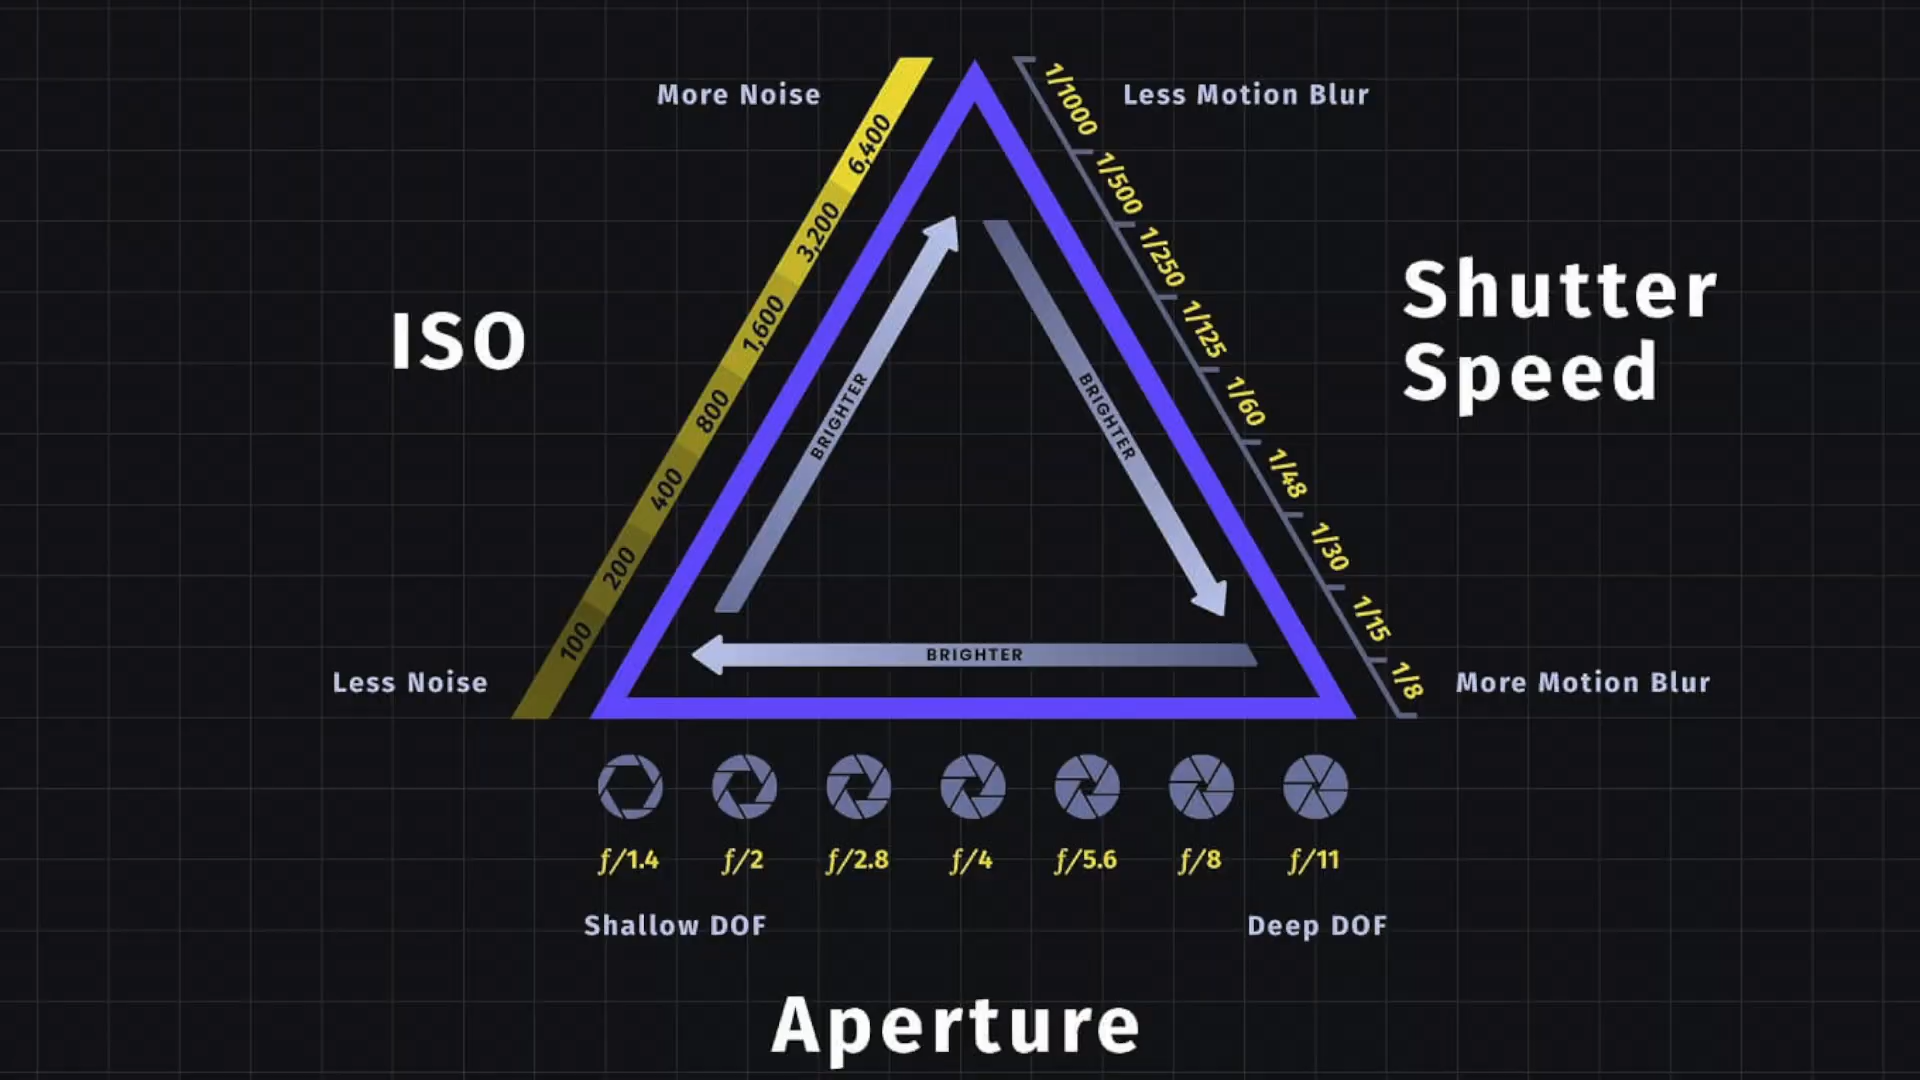 More Noise
Less Motion Blur
6,400
3,200
1,600
800
400
200
100
ISO
1/1000
1/500
1/250
1/125
1/60
1/48
1/30
1/15
1/8
Shutter
Speed
BRIGHTER
BRIGHTER
BRIGHTER
Less Noise
More Motion Blur
ƒ/1.4 ƒ/2 ƒ/2.8 ƒ/4 ƒ/5.6 ƒ/8 ƒ/11
Shallow DOF
Deep DOF
Aperture